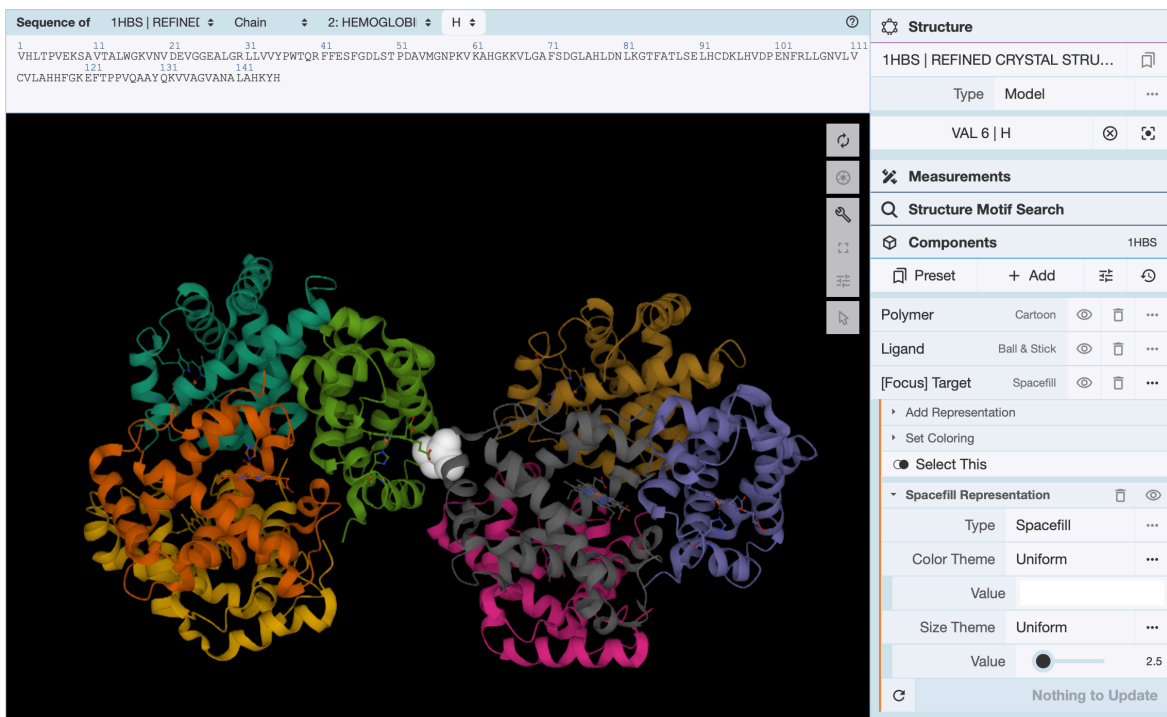 Sequence of 1HBS | REFINED Chain 2: HEMOGLOBI H
1 11 21 31 41 51 61 71 81 91 101 111
VHLTPVEKSAVTALWGKVNVDEVGGEALGRLLVVYPWTQRFFESFGDLSTPDAVMGNPKVKAHGKKVLGAFSDGLAHLDNLKGTFATLSELHCDKLHVDPENFRLLGNVLV
121 131 141
CVLAHHFGKEFTPPVQAAYQKVVAGVANALAHKYH
Structure
1HBS | REFINED CRYSTAL STRU...
Type Model
VAL 6 | H
Measurements
Structure Motif Search
Components 1HBS
Preset + Add
Polymer Cartoon
Ligand Ball & Stick
[Focus] Target Spacefill
Add Representation
Set Coloring
Select This
Spacefill Representation
Type Spacefill
Color Theme Uniform
Value
Size Theme Uniform
Value 2.5
Nothing to Update